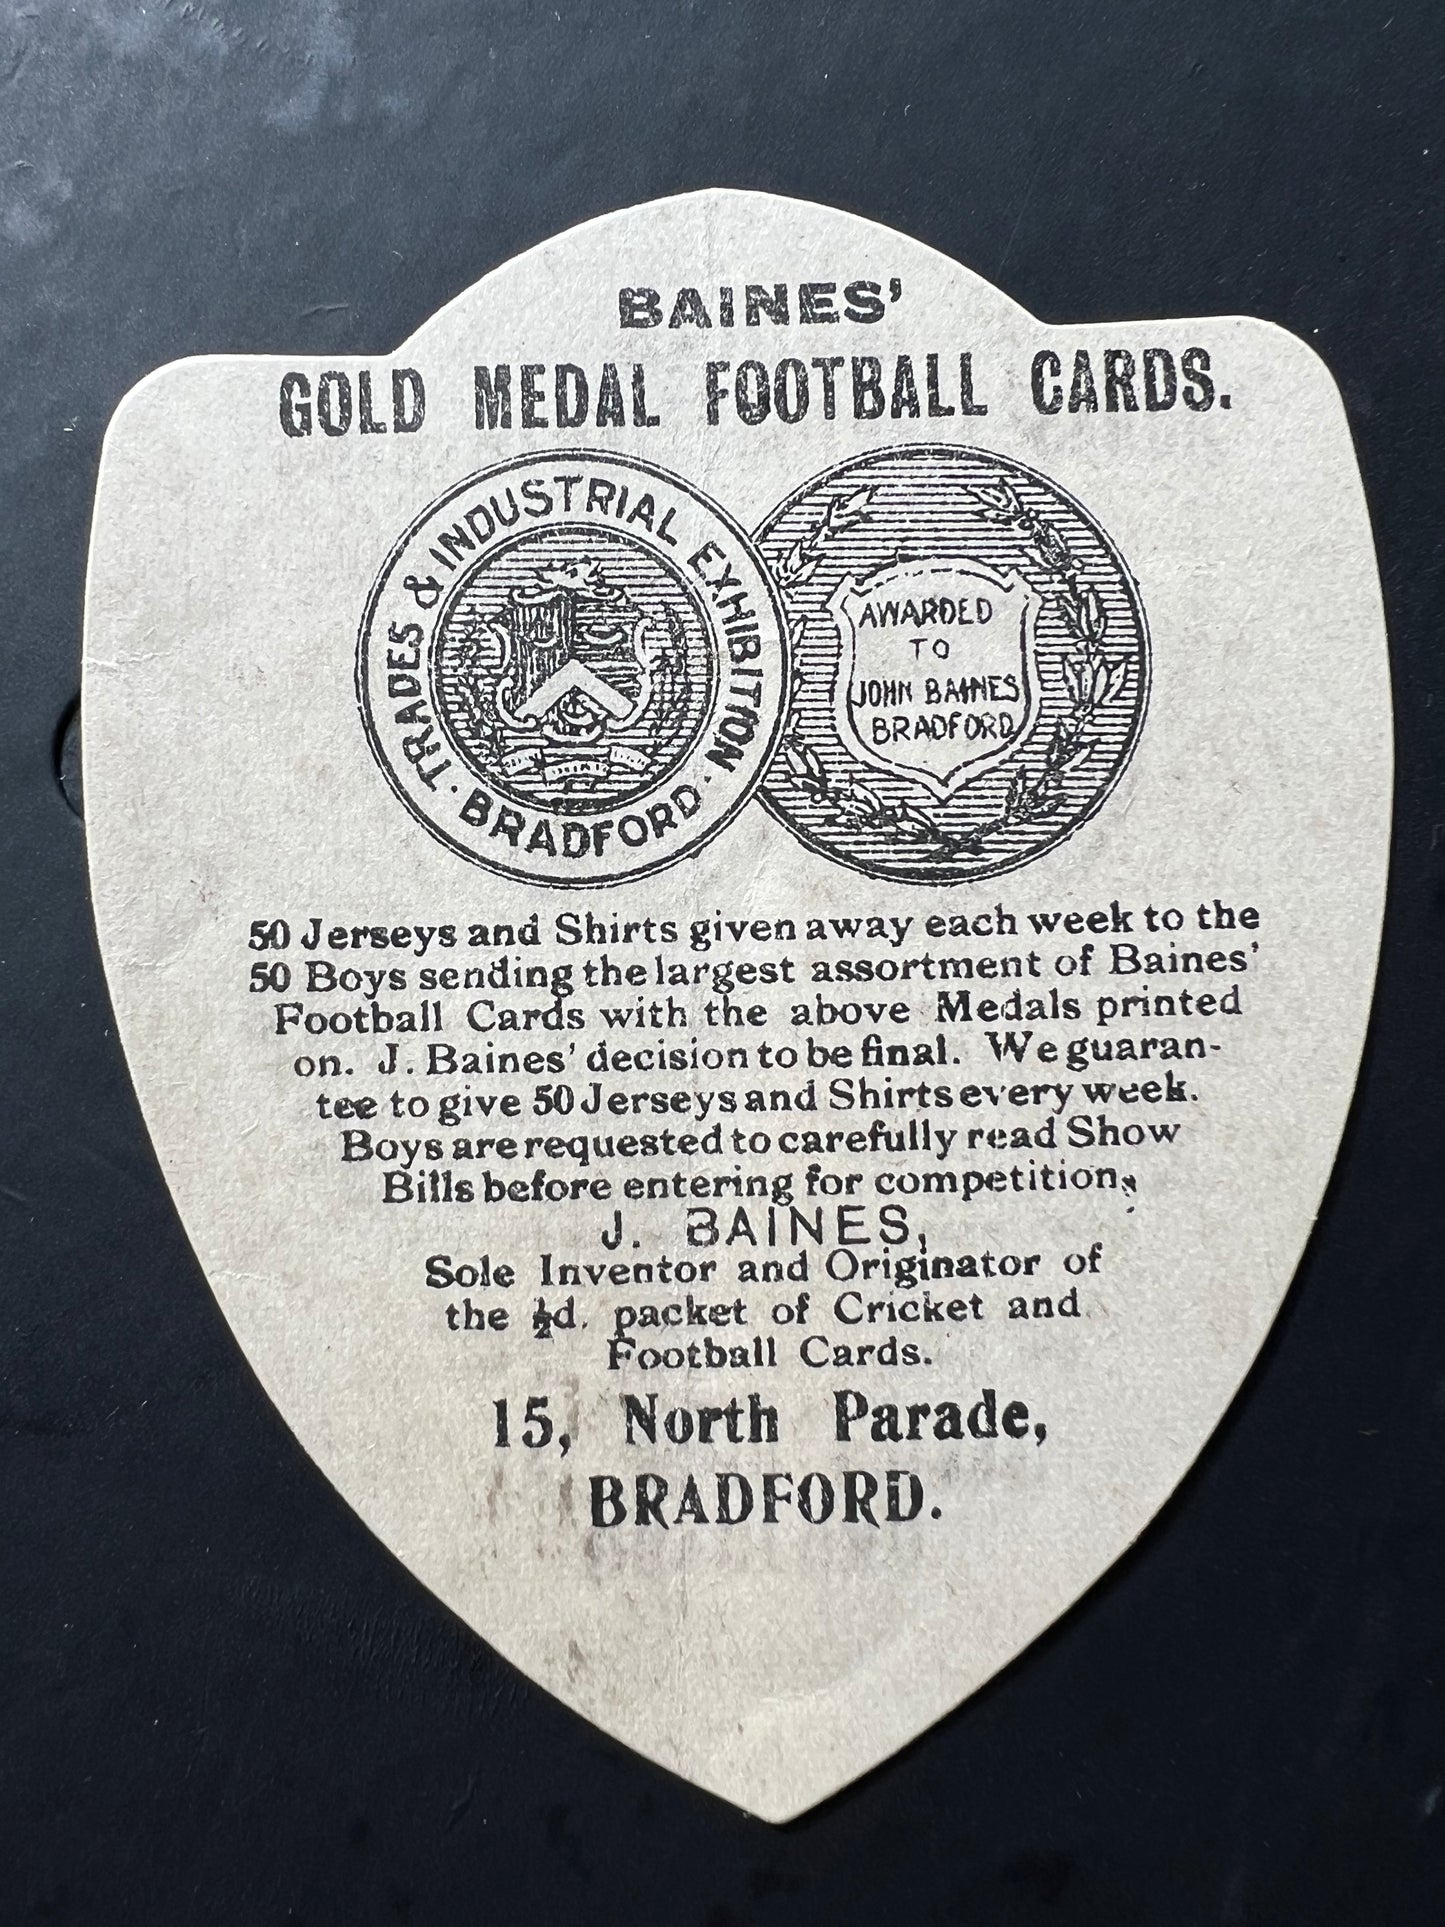 BAINES'
GOLD MEDAL FOOTBALL CARDS.
TRADES & INDUSTRIAL EXHIBITION.
BRADFORD.
AWARDED
TO
JOHN BAINES
BRADFORD
50 Jerseys and Shirts given away each week to the
50 Boys sending the largest assortment of Baines'
Football Cards with the above Medals printed
on. J. Baines' decision to be final. We guaran-
tee to give 50 Jerseys and Shirts every week.
Boys are requested to carefully read Show
Bills before entering for competition.
J. BAINES,
Sole Inventor and Originator of
the ½d. packet of Cricket and
Football Cards.
15, North Parade,
BRADFORD.